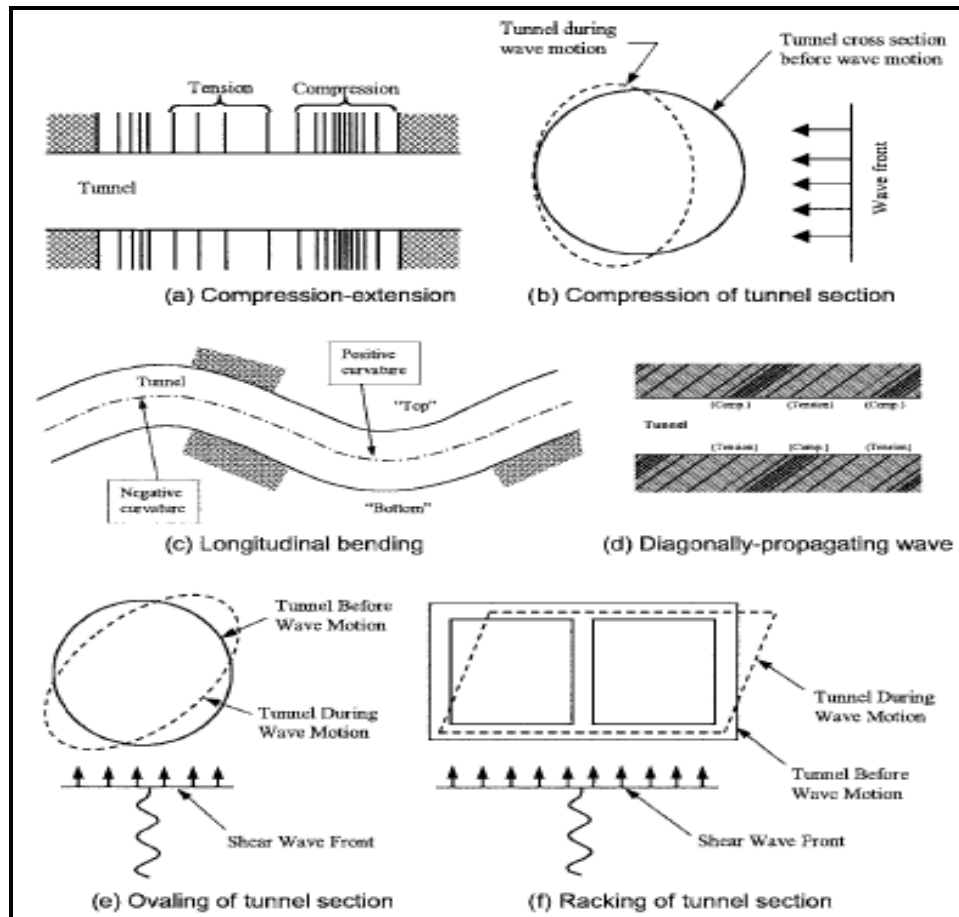 Tension
Compression
Tunnel
(a) Compression-extension
Tunnel during
wave motion
Tunnel cross section
before wave motion
Wave front
(b) Compression of tunnel section
Tunnel
Positive
curvature
"Top"
Negative
curvature
"Bottom"
(c) Longitudinal bending
(Comp.) (Tension) (Comp.)
Tunnel
(Tension) (Comp.) (Tension)
(d) Diagonally-propagating wave
Tunnel Before
Wave Motion
Tunnel During
Wave Motion
Shear Wave Front
(e) Ovaling of tunnel section
Tunnel During
Wave Motion
Tunnel Before
Wave Motion
Shear Wave Front
(f) Racking of tunnel section